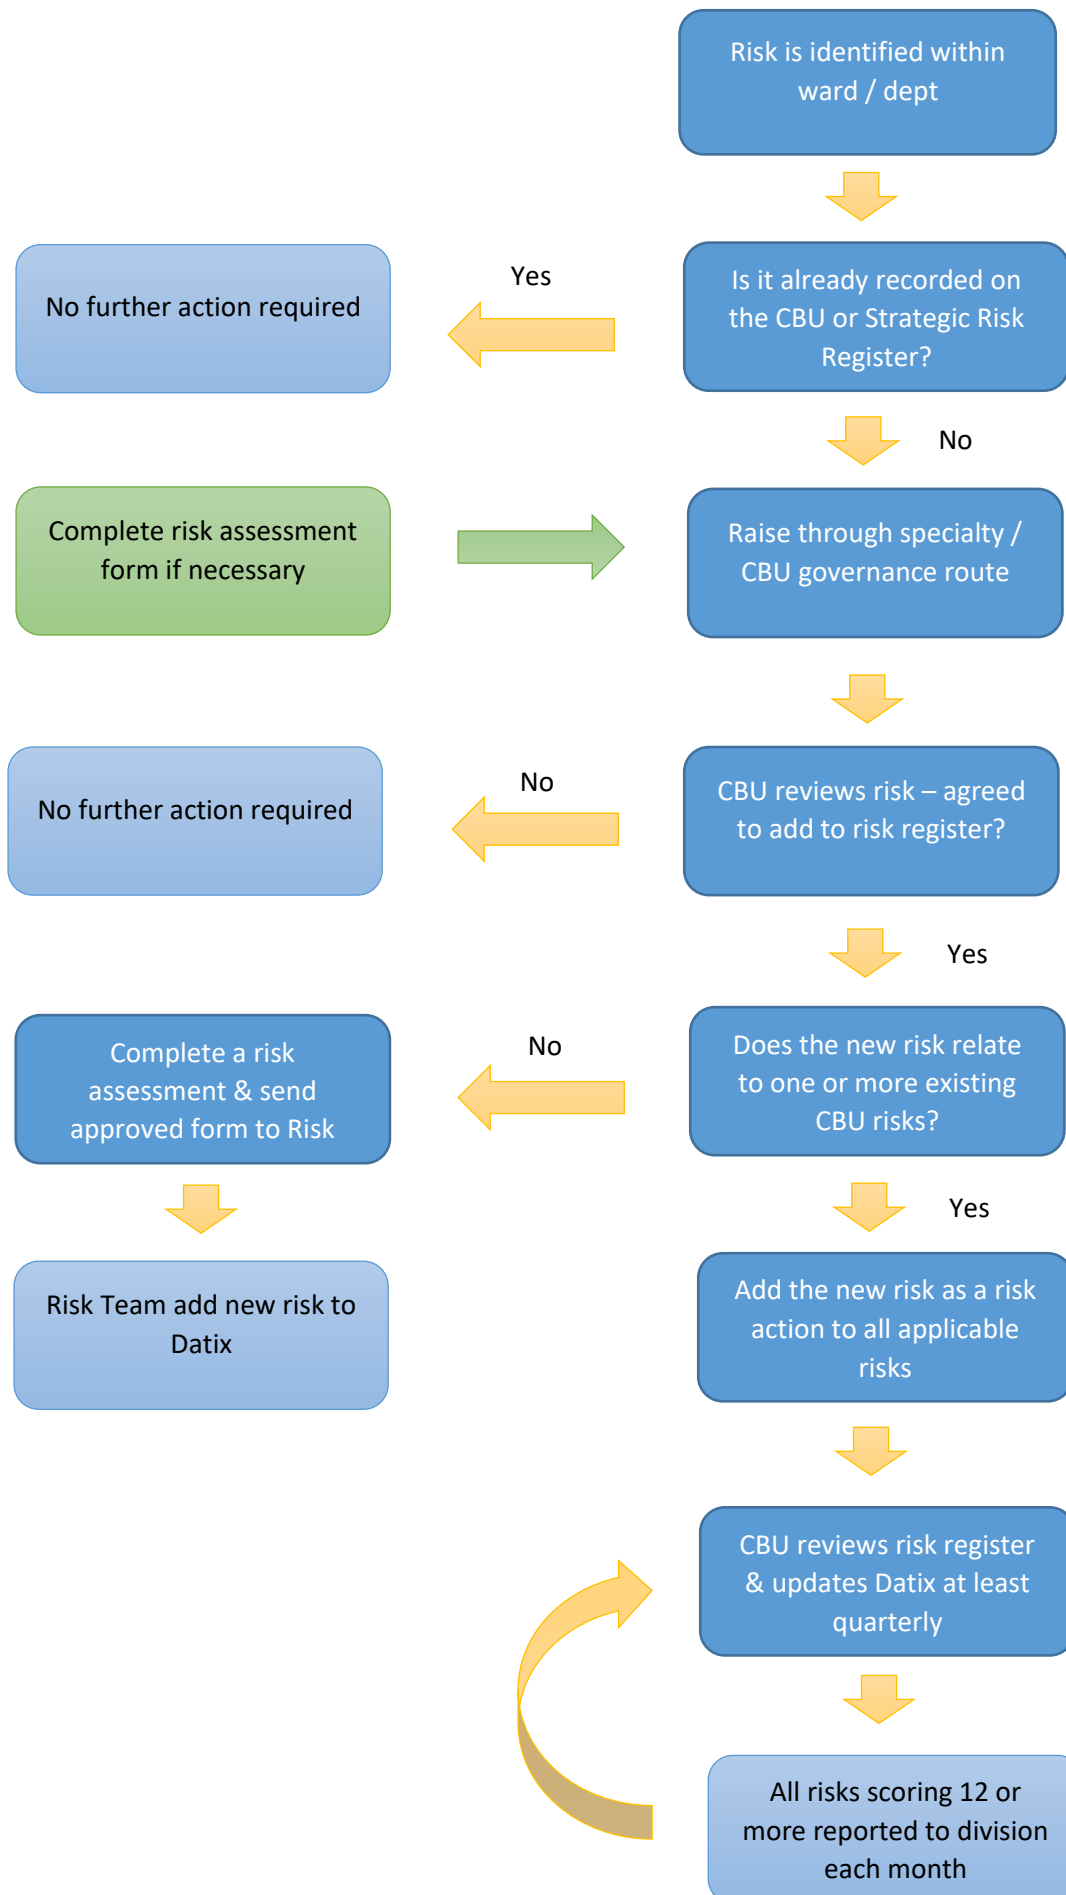 Risk is identified within
ward / dept
Yes
No further action required
Is it already recorded on
the CBU or Strategic Risk
Register?
No
Complete risk assessment
form if necessary
Raise through specialty /
CBU governance route
No
No further action required
CBU reviews risk – agreed
to add to risk register?
Yes
No
Complete a risk
assessment & send
approved form to Risk
Does the new risk relate
to one or more existing
CBU risks?
Yes
Risk Team add new risk to
Datix
Add the new risk as a risk
action to all applicable
risks
CBU reviews risk register
& updates Datix at least
quarterly
All risks scoring 12 or
more reported to division
each month